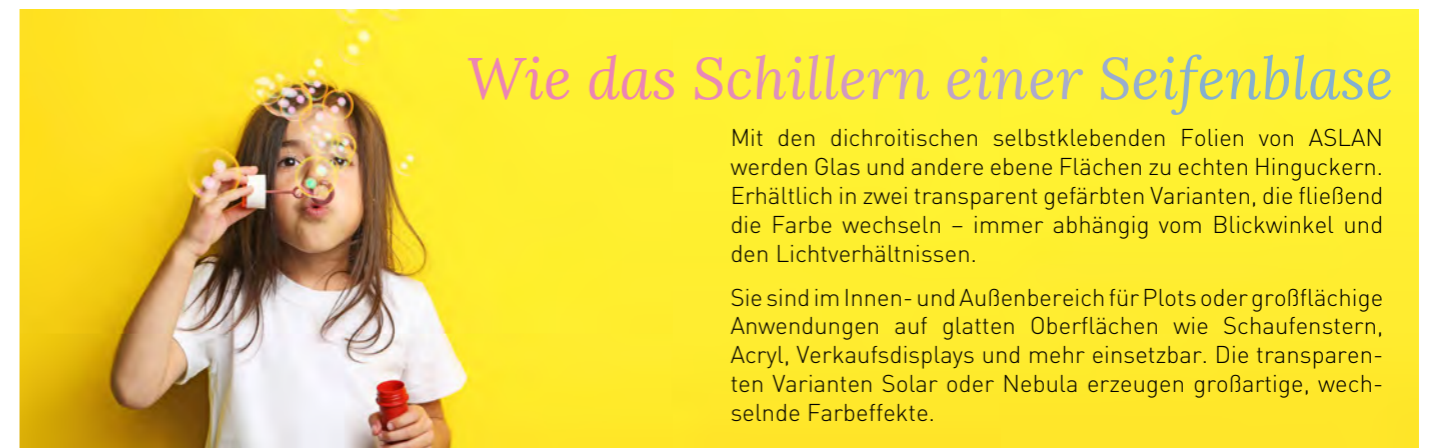 Wie das Schillern einer Seifenblase
Mit den dichroitischen selbstklebenden Folien von ASLAN
werden Glas und andere ebene Flächen zu echten Hinguckern.
Erhältlich in zwei transparent gefärbten Varianten, die fließend
die Farbe wechseln – immer abhängig vom Blickwinkel und
den Lichtverhältnissen.
Sie sind im Innen- und Außenbereich für Plots oder großflächige
Anwendungen auf glatten Oberflächen wie Schaufenstern,
Acryl, Verkaufsdisplays und mehr einsetzbar. Die transparen-
ten Varianten Solar oder Nebula erzeugen großartige, wech-
selnde Farbeffekte.